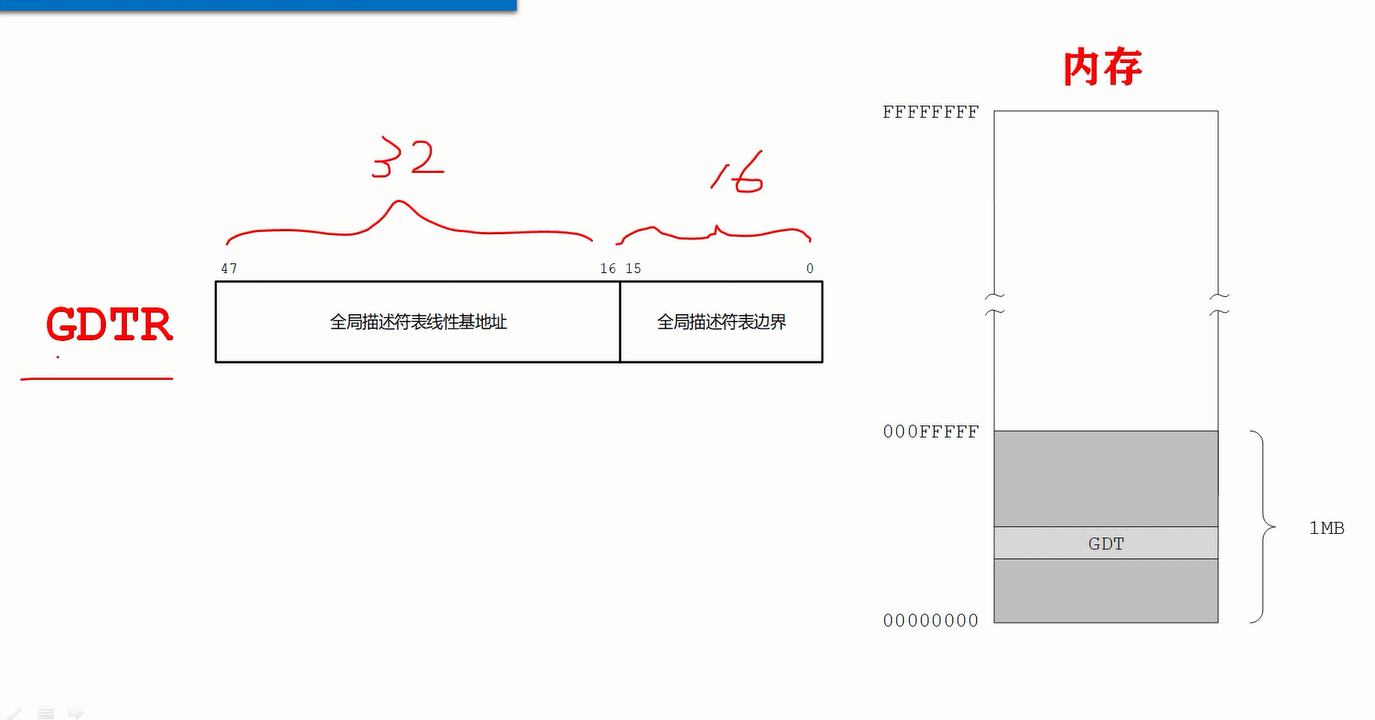 内存
FFFFFFFF
32
16
47
16 15
0
GDTR
全局描述符表线性基地址
全局描述符表边界
000FFFFF
GDT
1MB
00000000